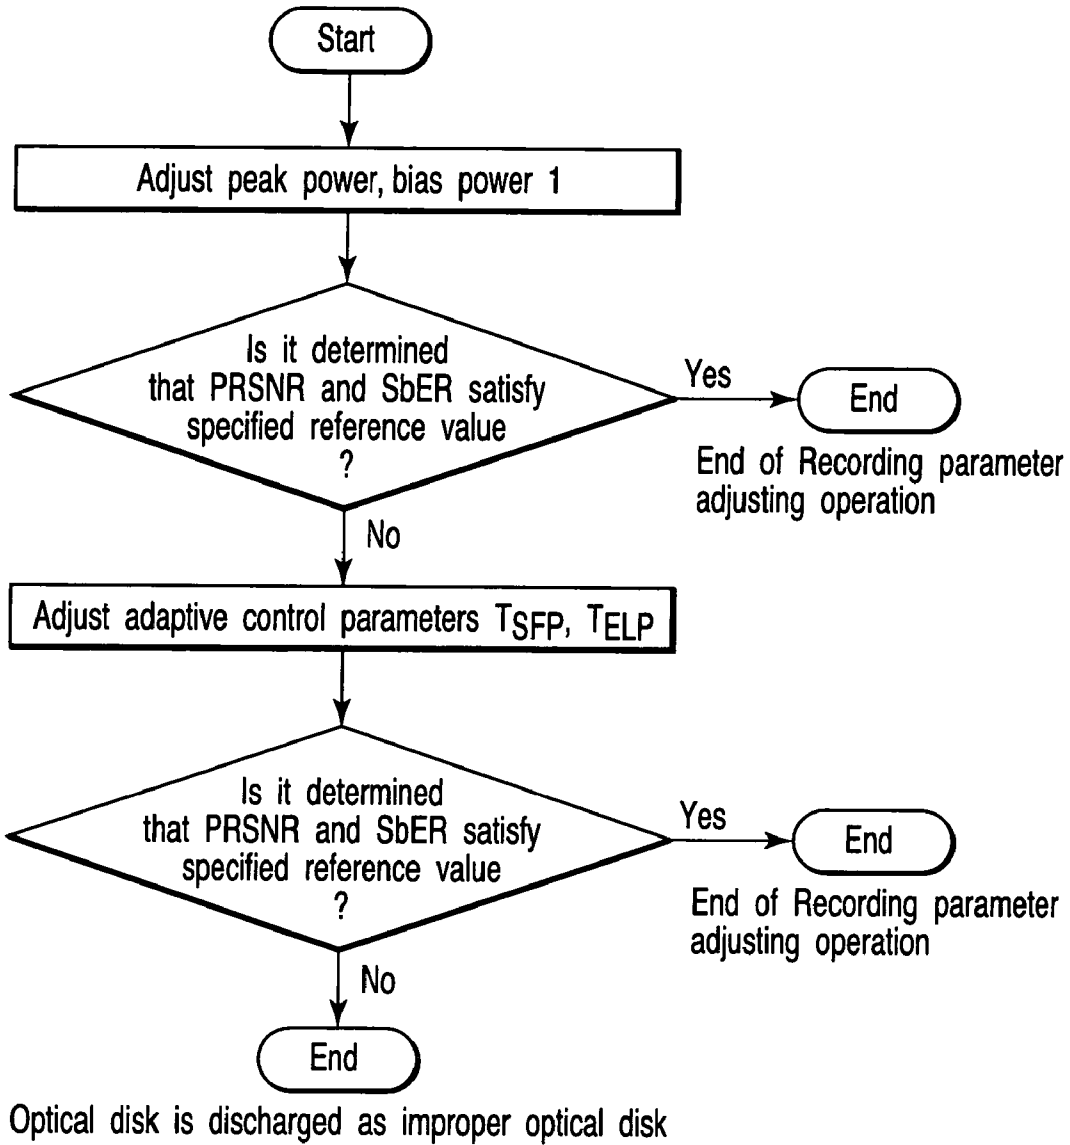 Start
Adjust peak power, bias power 1
Is it determined
that PRSNR and SbER satisfy
specified reference value
?
Yes
End
End of Recording parameter
adjusting operation
No
Adjust adaptive control parameters TSFP, TELP
Is it determined
that PRSNR and SbER satisfy
specified reference value
?
Yes
End
End of Recording parameter
adjusting operation
No
End
Optical disk is discharged as improper optical disk